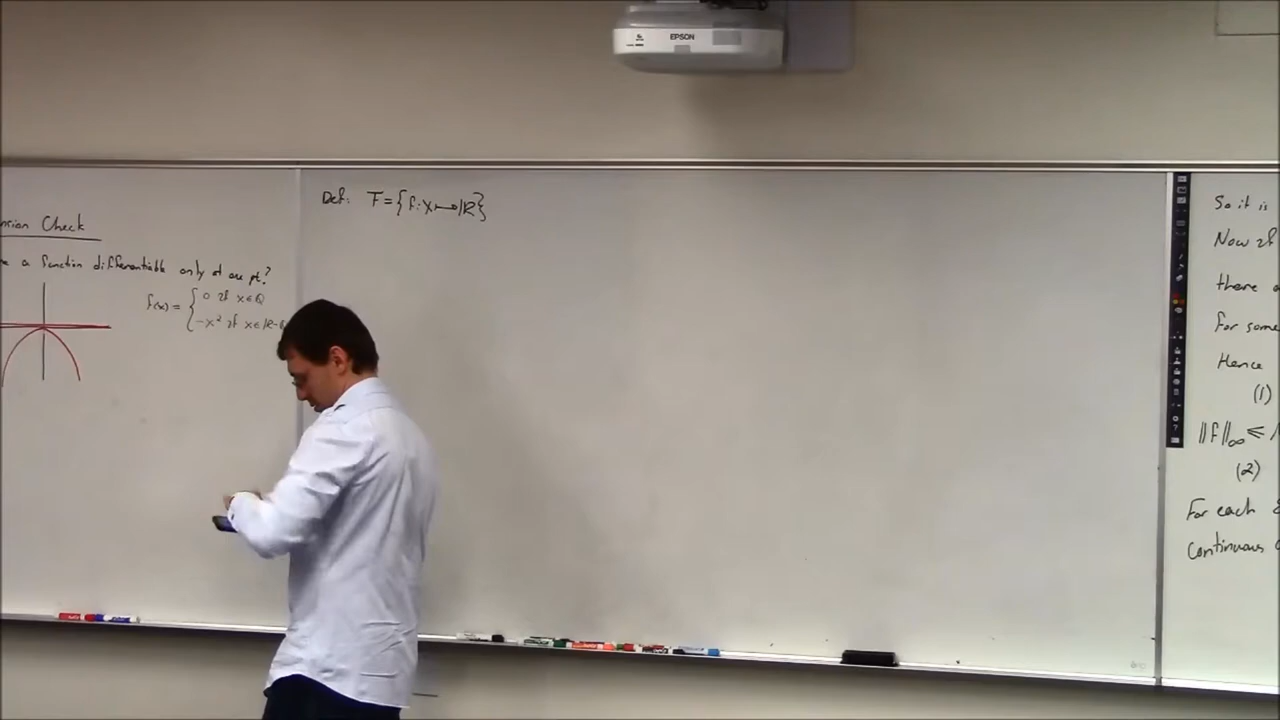 EPSON
Check
a function differentiable only at one pt?
f(x) = { 0 if x∈Q
-x² if x∈R-
Def: F = {f: X ↦ ℝ}
So it is
Now if
there
for some
Hence
(1)
‖f‖∞ ≤
(2)
For each
Continuous